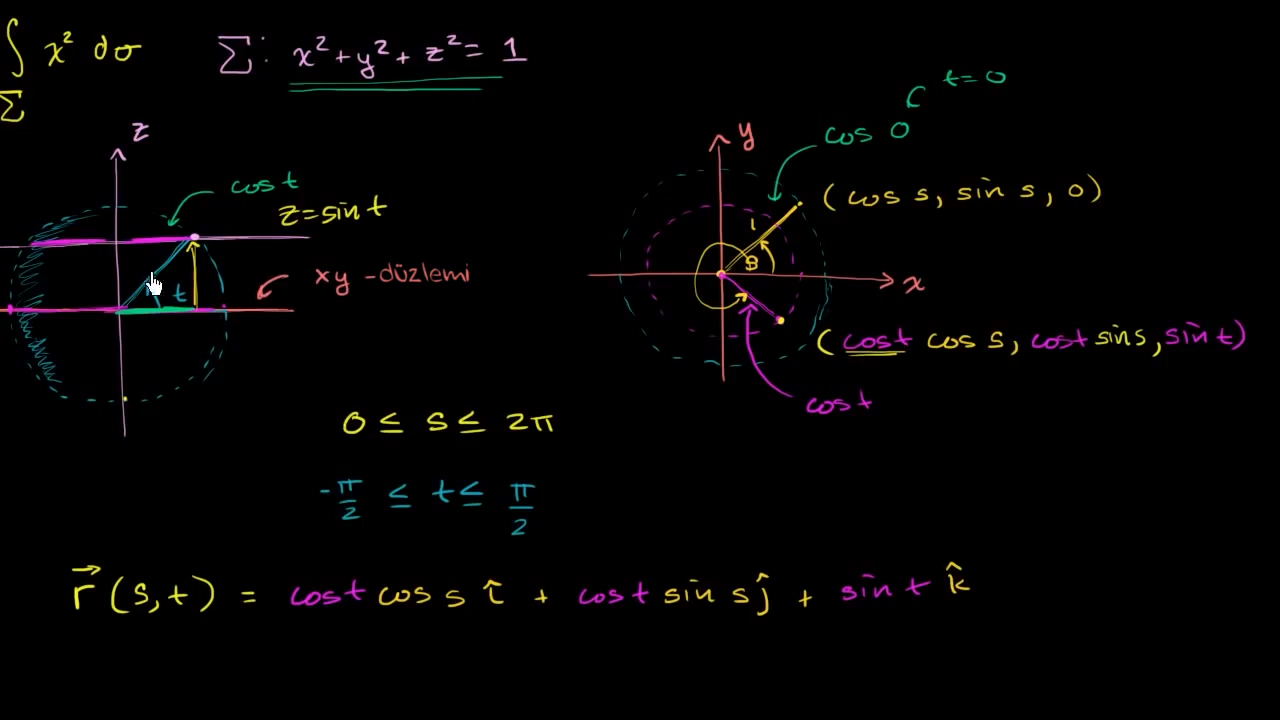 ∫ x² dσ    Σ: x² + y² + z² = 1
Σ
t = 0
z
y
cos 0
cos t
(cos s, sin s, 0)
z = sin t
1
s
xy - düzlemi
x
t
(cos t cos s, cos t sin s, sin t)
cos t
0 ≤ s ≤ 2π
-π/2 ≤ t ≤ π/2
r⃗ (s, t) = cos t cos s î + cos t sin s ĵ + sin t k̂